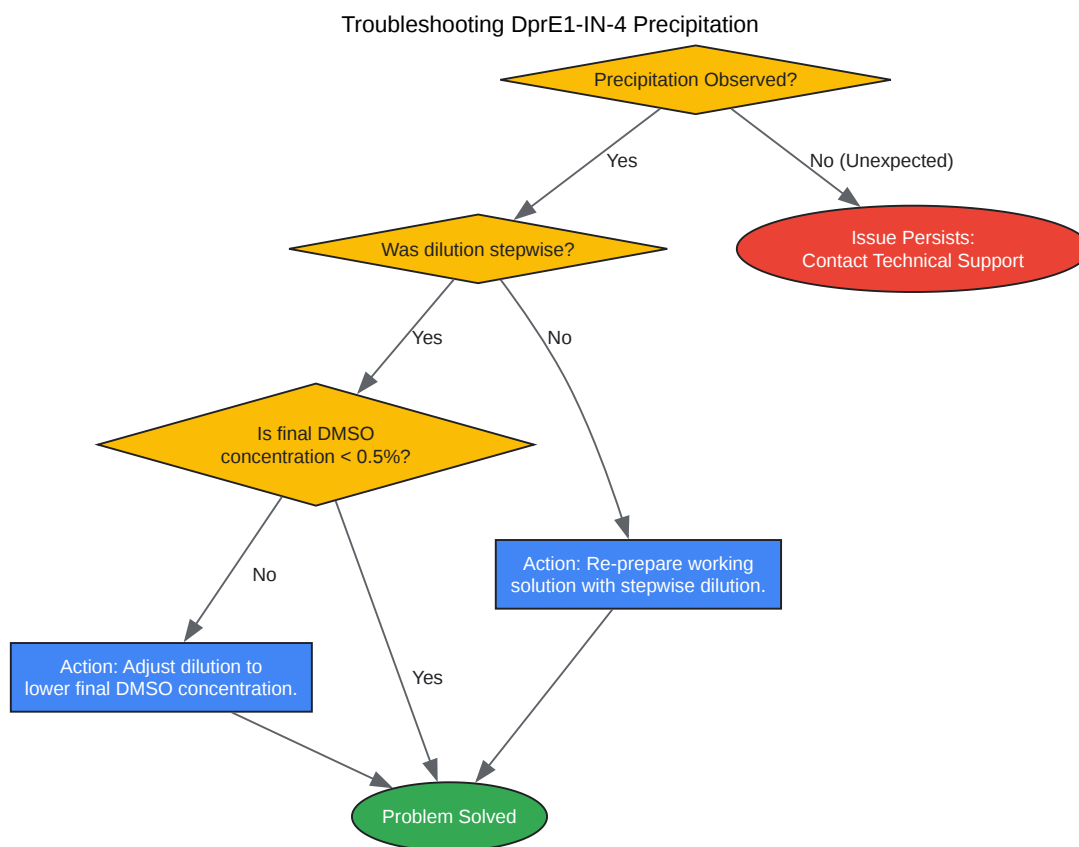 Troubleshooting DprE1-IN-4 Precipitation
Precipitation Observed?
Yes
No (Unexpected)
Was dilution stepwise?
Issue Persists:
Contact Technical Support
Yes
No
Is final DMSO
concentration < 0.5%?
Action: Re-prepare working
solution with stepwise dilution.
No
Yes
Action: Adjust dilution to
lower final DMSO concentration.
Problem Solved